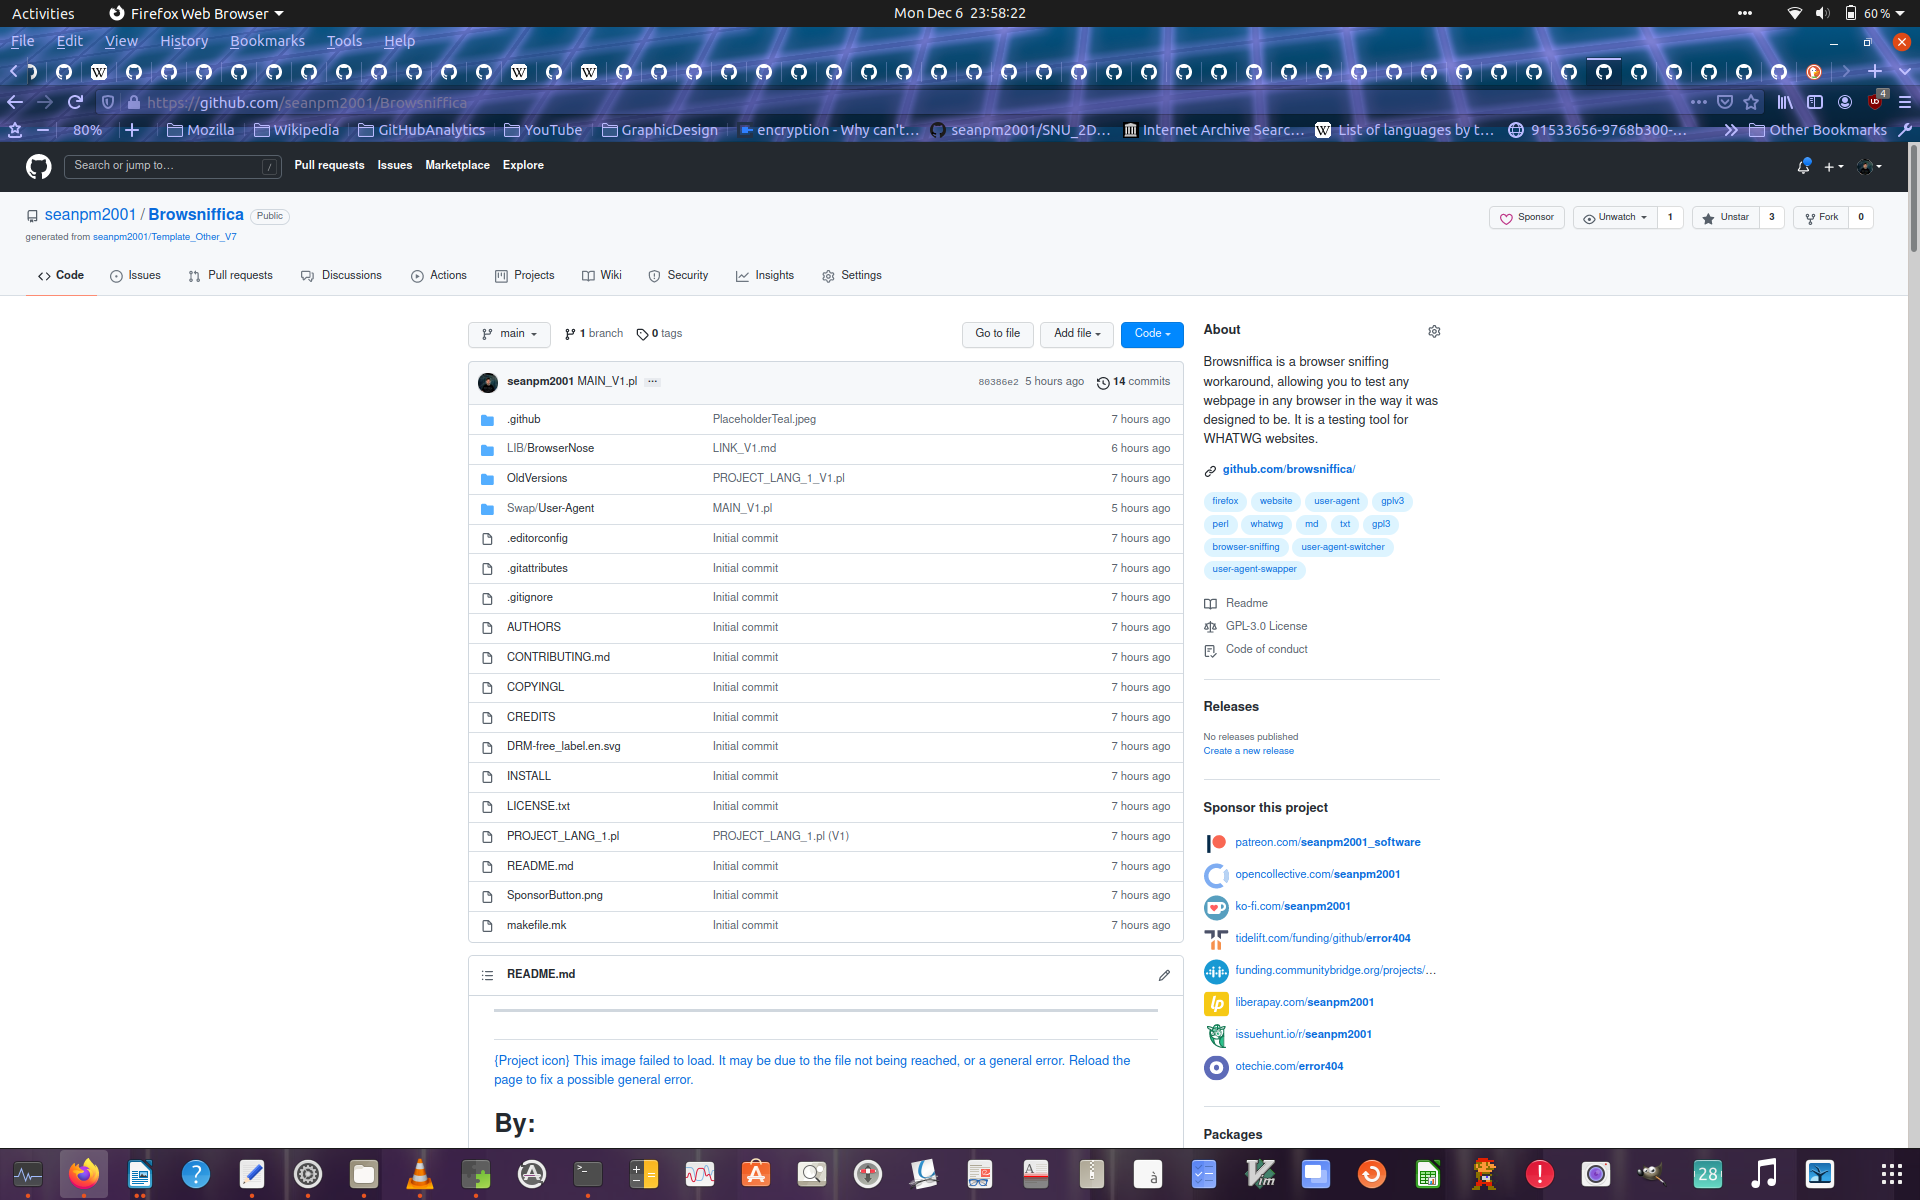 Activities Firefox Web Browser Mon Dec 6 23:58:22 60 %
File Edit View History Bookmarks Tools Help
https://github.com/seanpm2001/Browsniffica 4
80% Mozilla Wikipedia GitHubAnalytics YouTube GraphicDesign encryption - Why can't… seanpm2001/SNU_2D… Internet Archive Searc… List of languages by t… 91533656-9768b300-… Other Bookmarks
Search or jump to… / Pull requests Issues Marketplace Explore
seanpm2001 / Browsniffica Public Sponsor Unwatch 1 Unstar 3 Fork 0
generated from seanpm2001/Template_Other_V7
Code Issues Pull requests Discussions Actions Projects Wiki Security Insights Settings
main 1 branch 0 tags Go to file Add file Code
seanpm2001 MAIN_V1.pl ... 80386e2 5 hours ago 14 commits
.github PlaceholderTeal.jpeg 7 hours ago
LIB/BrowserNose LINK_V1.md 6 hours ago
OldVersions PROJECT_LANG_1_V1.pl 7 hours ago
Swap/User-Agent MAIN_V1.pl 5 hours ago
.editorconfig Initial commit 7 hours ago
.gitattributes Initial commit 7 hours ago
.gitignore Initial commit 7 hours ago
AUTHORS Initial commit 7 hours ago
CONTRIBUTING.md Initial commit 7 hours ago
COPYINGL Initial commit 7 hours ago
CREDITS Initial commit 7 hours ago
DRM-free_label.en.svg Initial commit 7 hours ago
INSTALL Initial commit 7 hours ago
LICENSE.txt Initial commit 7 hours ago
PROJECT_LANG_1.pl PROJECT_LANG_1.pl (V1) 7 hours ago
README.md Initial commit 7 hours ago
SponsorButton.png Initial commit 7 hours ago
makefile.mk Initial commit 7 hours ago
README.md
{Project icon} This image failed to load. It may be due to the file not being reached, or a general error. Reload the
page to fix a possible general error.
By:
About
Browsniffica is a browser sniffing
workaround, allowing you to test any
webpage in any browser in the way it was
designed to be. It is a testing tool for
WHATWG websites.
github.com/browsniffica/
firefox website user-agent gplv3
perl whatwg md txt gpl3
browser-sniffing user-agent-switcher
user-agent-swapper
Readme
GPL-3.0 License
Code of conduct
Releases
No releases published
Create a new release
Sponsor this project
patreon.com/seanpm2001_software
opencollective.com/seanpm2001
ko-fi.com/seanpm2001
tidelift.com/funding/github/error404
funding.communitybridge.org/projects/…
liberapay.com/seanpm2001
issuehunt.io/r/seanpm2001
otechie.com/error404
Packages
28